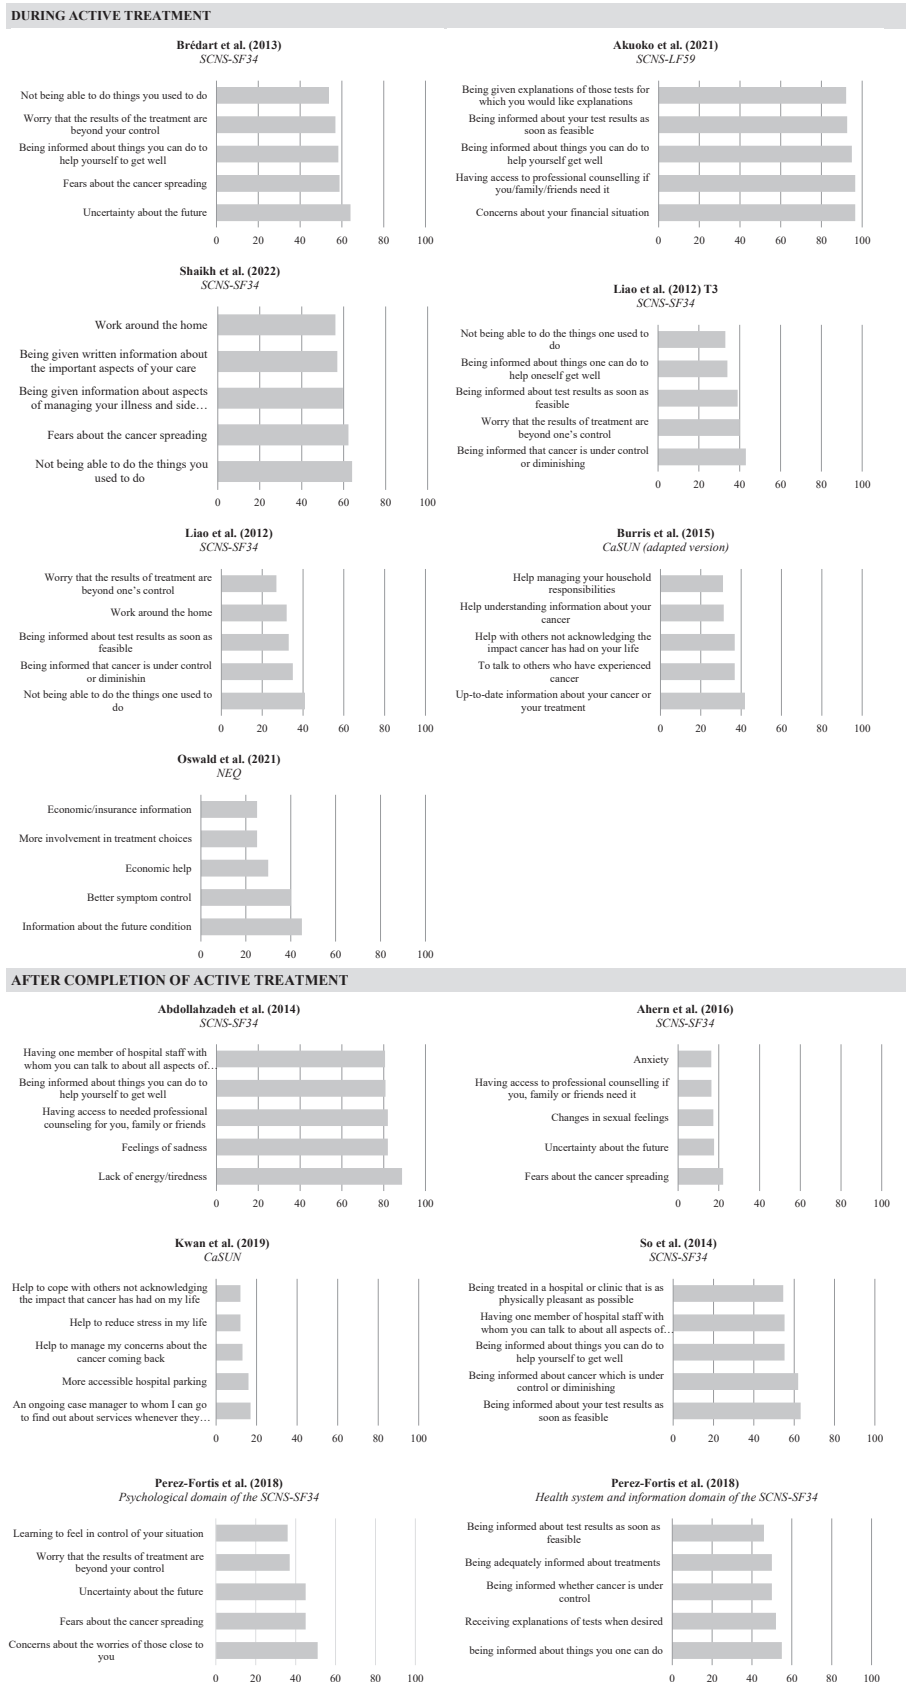 DURING ACTIVE TREATMENT
Brédart et al. (2013)
SCNS-SF34
Not being able to do things you used to do
Worry that the results of the treatment are
beyond your control
Being informed about things you can do to
help yourself to get well
Fears about the cancer spreading
Uncertainty about the future
0 20 40 60 80 100
Akuoko et al. (2021)
SCNS-LF59
Being given explanations of those tests for
which you would like explanations
Being informed about your test results as
soon as feasible
Being informed about things you can do to
help yourself get well
Having access to professional counselling if
you/family/friends need it
Concerns about your financial situation
0 20 40 60 80 100
Shaikh et al. (2022)
SCNS-SF34
Work around the home
Being given written information about
the important aspects of your care
Being given information about aspects
of managing your illness and side…
Fears about the cancer spreading
Not being able to do the things you
used to do
0 20 40 60 80 100
Liao et al. (2012) T3
SCNS-SF34
Not being able to do the things one used to
do
Being informed about things one can do to
help oneself get well
Being informed about test results as soon as
feasible
Worry that the results of treatment are
beyond one's control
Being informed that cancer is under control
or diminishing
0 20 40 60 80 100
Liao et al. (2012)
SCNS-SF34
Worry that the results of treatment are
beyond one's control
Work around the home
Being informed about test results as soon as
feasible
Being informed that cancer is under control
or diminishin
Not being able to do the things one used to
do
0 20 40 60 80 100
Burris et al. (2015)
CaSUN (adapted version)
Help managing your household
responsibilities
Help understanding information about your
cancer
Help with others not acknowledging the
impact cancer has had on your life
To talk to others who have experienced
cancer
Up-to-date information about your cancer or
your treatment
0 20 40 60 80 100
Oswald et al. (2021)
NEQ
Economic/insurance information
More involvement in treatment choices
Economic help
Better symptom control
Information about the future condition
0 20 40 60 80 100
AFTER COMPLETION OF ACTIVE TREATMENT
Abdollahzadeh et al. (2014)
SCNS-SF34
Having one member of hospital staff with
whom you can talk to about all aspects of…
Being informed about things you can do to
help yourself to get well
Having access to needed professional
counseling for you, family or friends
Feelings of sadness
Lack of energy/tiredness
0 20 40 60 80 100
Ahern et al. (2016)
SCNS-SF34
Anxiety
Having access to professional counselling if
you, family or friends need it
Changes in sexual feelings
Uncertainty about the future
Fears about the cancer spreading
0 20 40 60 80 100
Kwan et al. (2019)
CaSUN
Help to cope with others not acknowledging
the impact that cancer has had on my life
Help to reduce stress in my life
Help to manage my concerns about the
cancer coming back
More accessible hospital parking
An ongoing case manager to whom I can go
to find out about services whenever they…
0 20 40 60 80 100
So et al. (2014)
SCNS-SF34
Being treated in a hospital or clinic that is as
physically pleasant as possible
Having one member of hospital staff with
whom you can talk to about all aspects of…
Being informed about things you can do to
help yourself to get well
Being informed about cancer which is under
control or diminishing
Being informed about your test results as
soon as feasible
0 20 40 60 80 100
Perez-Fortis et al. (2018)
Psychological domain of the SCNS-SF34
Learning to feel in control of your situation
Worry that the results of treatment are
beyond your control
Uncertainty about the future
Fears about the cancer spreading
Concerns about the worries of those close to
you
0 20 40 60 80 100
Perez-Fortis et al. (2018)
Health system and information domain of the SCNS-SF34
Being informed about test results as soon as
feasible
Being adequately informed about treatments
Being informed whether cancer is under
control
Receiving explanations of tests when desired
being informed about things you one can do
0 20 40 60 80 100